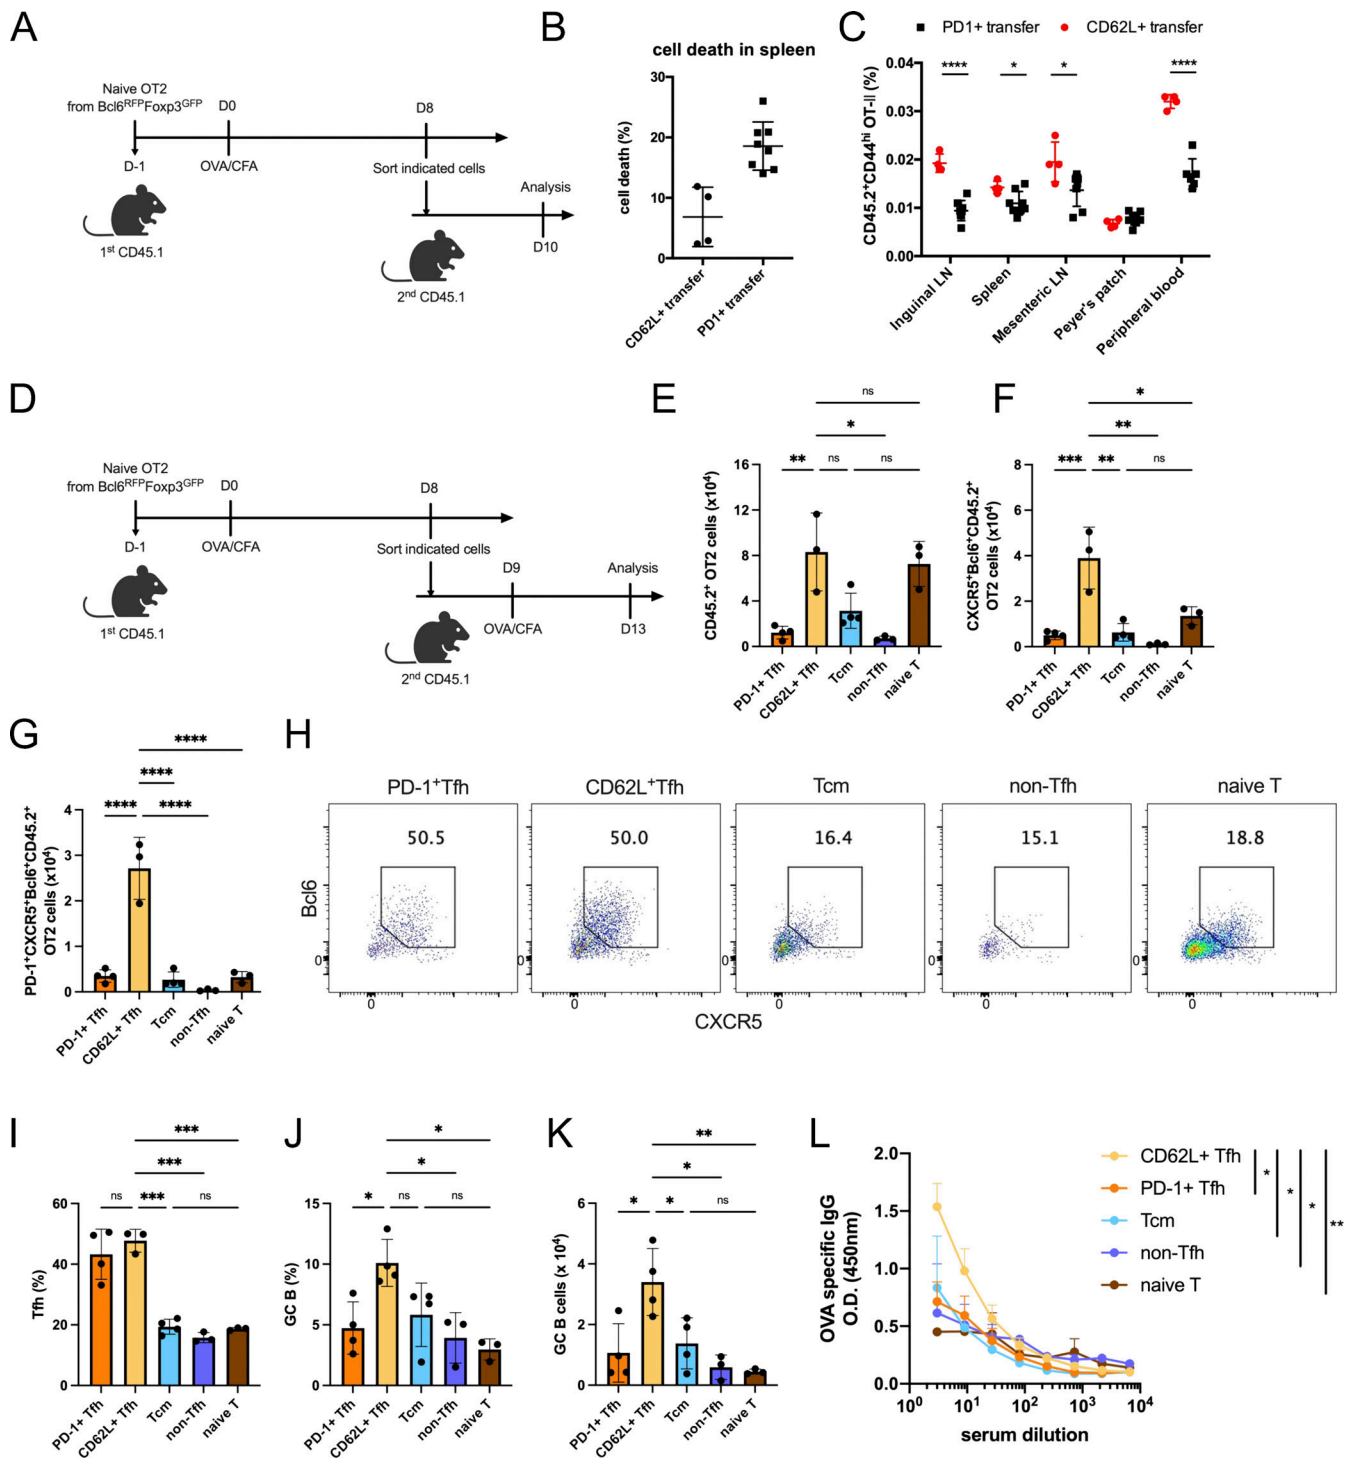 A
Naive OT2
from Bcl6RFPFoxp3GFP
D0
D8
D-1
OVA/CFA
Sort indicated cells
Analysis
1st CD45.1
D10
2nd CD45.1
B
cell death in spleen
cell death (%)
30
20
10
0
CD62L+ transfer
PD1+ transfer
C
PD1+ transfer
CD62L+ transfer
CD45.2+CD44hi OT-II (%)
0.04
0.03
0.02
0.01
0.00
****
*
*
****
Inguinal LN
Spleen
Mesenteric LN
Peyer's patch
Peripheral blood
D
Naive OT2
from Bcl6RFPFoxp3GFP
D0
D8
D-1
OVA/CFA
Sort indicated cells
D9
Analysis
1st CD45.1
OVA/CFA
D13
2nd CD45.1
E
ns
*
** ns ns
CD45.2+ OT2 cells (x104)
16
12
8
4
0
PD-1+ Tfh
CD62L+ Tfh
Tcm
non-Tfh
naive T
F
*
**
*** ** ns
CXCR5+Bcl6+CD45.2+
OT2 cells (x104)
8
6
4
2
0
PD-1+ Tfh
CD62L+ Tfh
Tcm
non-Tfh
naive T
G
****
****
**** ****
PD-1+CXCR5+Bcl6+CD45.2+
OT2 cells (x104)
4
3
2
1
0
PD-1+ Tfh
CD62L+ Tfh
Tcm
non-Tfh
naive T
H
PD-1+Tfh
CD62L+Tfh
Tcm
non-Tfh
naive T
50.5
50.0
16.4
15.1
18.8
Bcl6
0
0
0
0
0
0
0
0
0
0
CXCR5
I
***
***
ns *** ns
Tfh (%)
60
40
20
0
PD-1+ Tfh
CD62L+ Tfh
Tcm
non-Tfh
naive T
J
*
*
* ns ns
GC B (%)
15
10
5
0
PD-1+ Tfh
CD62L+ Tfh
Tcm
non-Tfh
naive T
K
**
*
* * ns
GC B cells (x 104)
6
4
2
0
PD-1+ Tfh
CD62L+ Tfh
Tcm
non-Tfh
naive T
L
OVA specific IgG
O.D. (450nm)
2.0
1.5
1.0
0.5
0.0
100
101
102
103
104
serum dilution
CD62L+ Tfh
PD-1+ Tfh
Tcm
non-Tfh
naive T
*
*
*
*
**